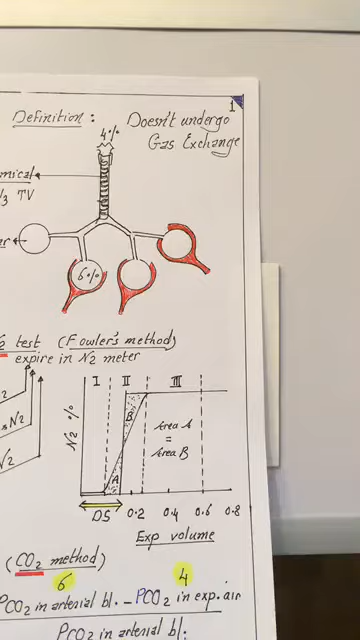 1
Definition : Doesn't undergo
Gas Exchange
4%
TV
6%
test (Fowler's method)
expire in N2 meter
I II III
N2 %
B
Area A
=
Area B
A
DS 0.2 0.4 0.6 0.8
Exp volume
(CO2 method)
6 4
PCO2 in arterial bl. – PCO2 in exp. air
PCO2 in arterial bl.